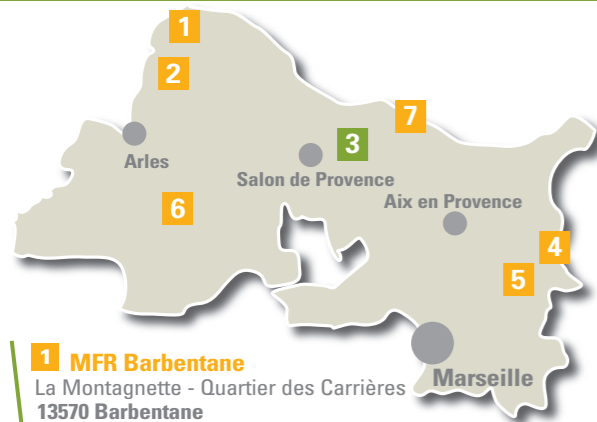 1
2
7
3
Arles
Salon de Provence
6
Aix en Provence
4
5
Marseille
1 MFR Barbentane
La Montagnette - Quartier des Carrières
13570 Barbentane